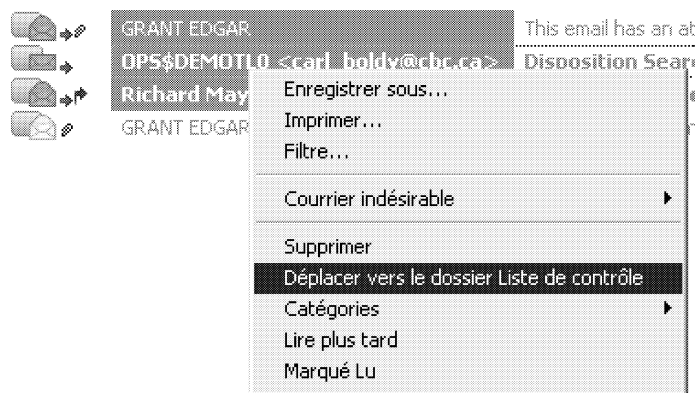 GRANT EDGAR This email has an at
OPS$DEMOTLO <carl_boldy@cbc.ca> Disposition Sear
Richard May
GRANT EDGAR
Enregistrer sous...
Imprimer...
Filtre...
Courrier indésirable
Supprimer
Déplacer vers le dossier Liste de contrôle
Catégories
Lire plus tard
Marqué Lu